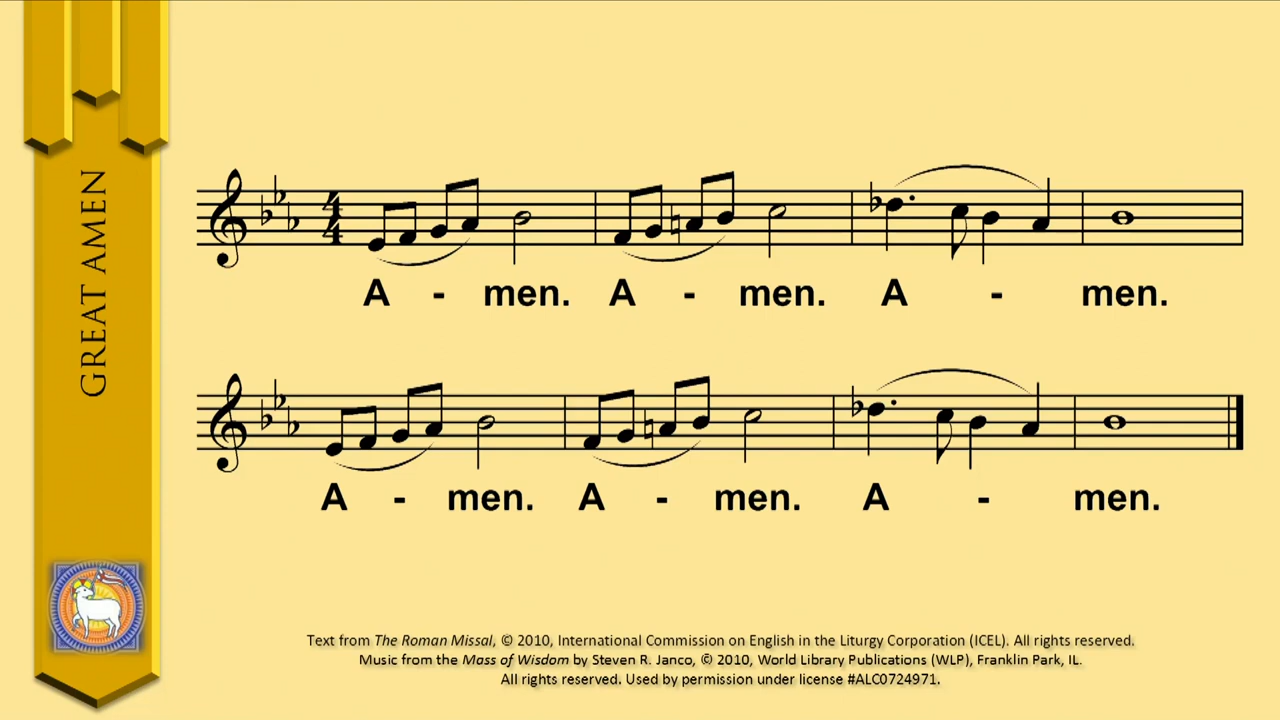 GREAT AMEN
4
4
A - men. A - men. A - men.
A - men. A - men. A - men.
Text from The Roman Missal, © 2010, International Commission on English in the Liturgy Corporation (ICEL). All rights reserved.
Music from the Mass of Wisdom by Steven R. Janco, © 2010, World Library Publications (WLP), Franklin Park, IL.
All rights reserved. Used by permission under license #ALC0724971.